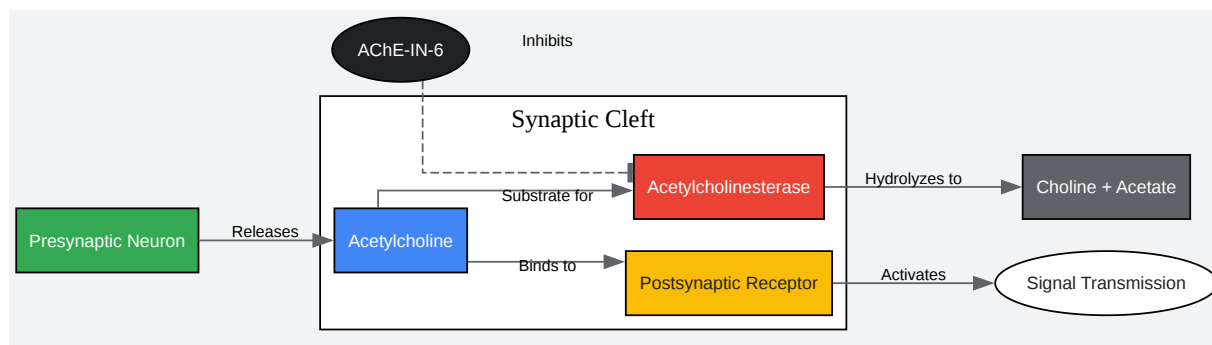 AChE-IN-6
Inhibits
Synaptic Cleft
Acetylcholinesterase
Hydrolyzes to
Choline + Acetate
Substrate for
Presynaptic Neuron
Releases
Acetylcholine
Binds to
Postsynaptic Receptor
Activates
Signal Transmission